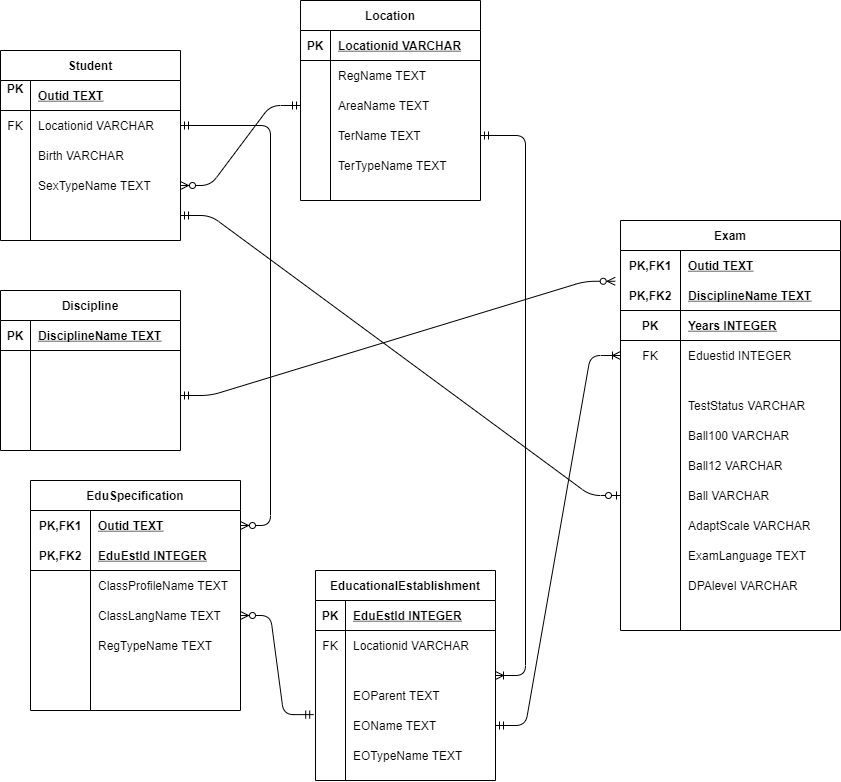 Location
PK Locationid VARCHAR
RegName TEXT
AreaName TEXT
TerName TEXT
TerTypeName TEXT
Student
PK Outid TEXT
FK Locationid VARCHAR
Birth VARCHAR
SexTypeName TEXT
Exam
PK,FK1 Outid TEXT
PK,FK2 DisciplineName TEXT
PK Years INTEGER
FK Eduestid INTEGER
TestStatus VARCHAR
Ball100 VARCHAR
Ball12 VARCHAR
Ball VARCHAR
AdaptScale VARCHAR
ExamLanguage TEXT
DPAlevel VARCHAR
Discipline
PK DisciplineName TEXT
EduSpecification
PK,FK1 Outid TEXT
PK,FK2 EduEstId INTEGER
ClassProfileName TEXT
ClassLangName TEXT
RegTypeName TEXT
EducationalEstablishment
PK EduEstId INTEGER
FK Locationid VARCHAR
EOParent TEXT
EOName TEXT
EOTypeName TEXT